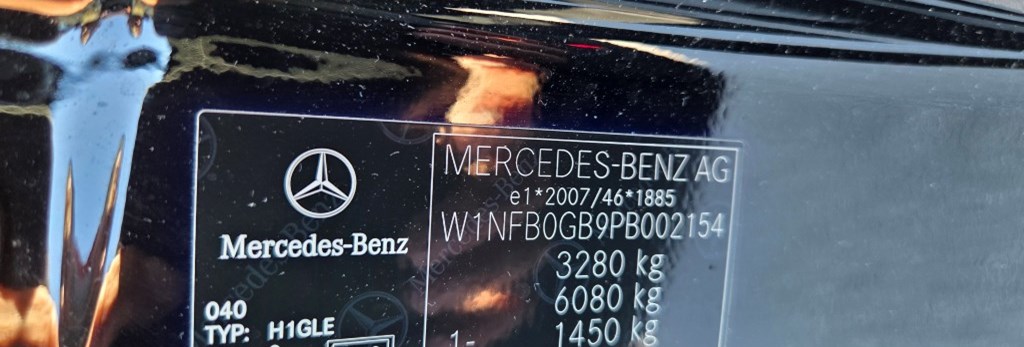 Mercedes-Benz
040
TYP: H1GLE
MERCEDES-BENZ AG
e1*2007/46*1885
W1NFB0GB9PB002154
3280 kg
6080 kg
1- 1450 kg